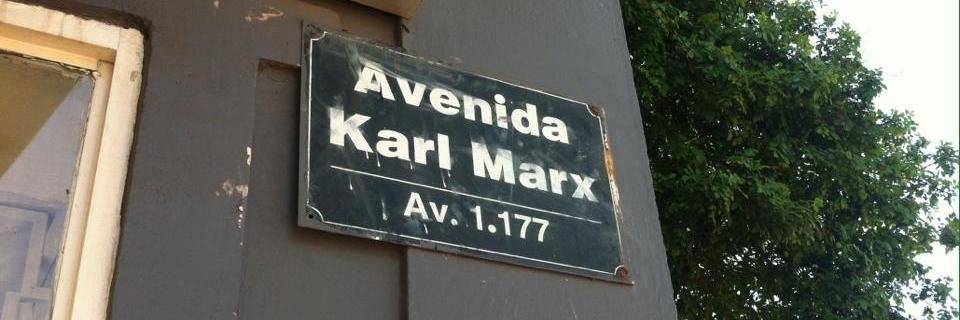 Avenida
Karl Marx
Av. 1.177